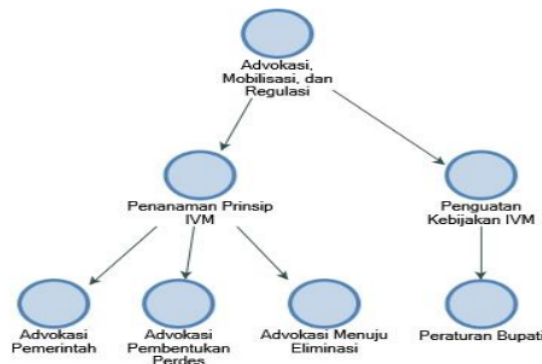 Advokasi,
Mobilisasi, dan
Regulasi
Penanaman Prinsip
IVM
Penguatan
Kebijakan IVM
Advokasi
Pemerintah
Advokasi
Pembentukan
Perdes
Advokasi Menuju
Eliminasi
Peraturan Bupati